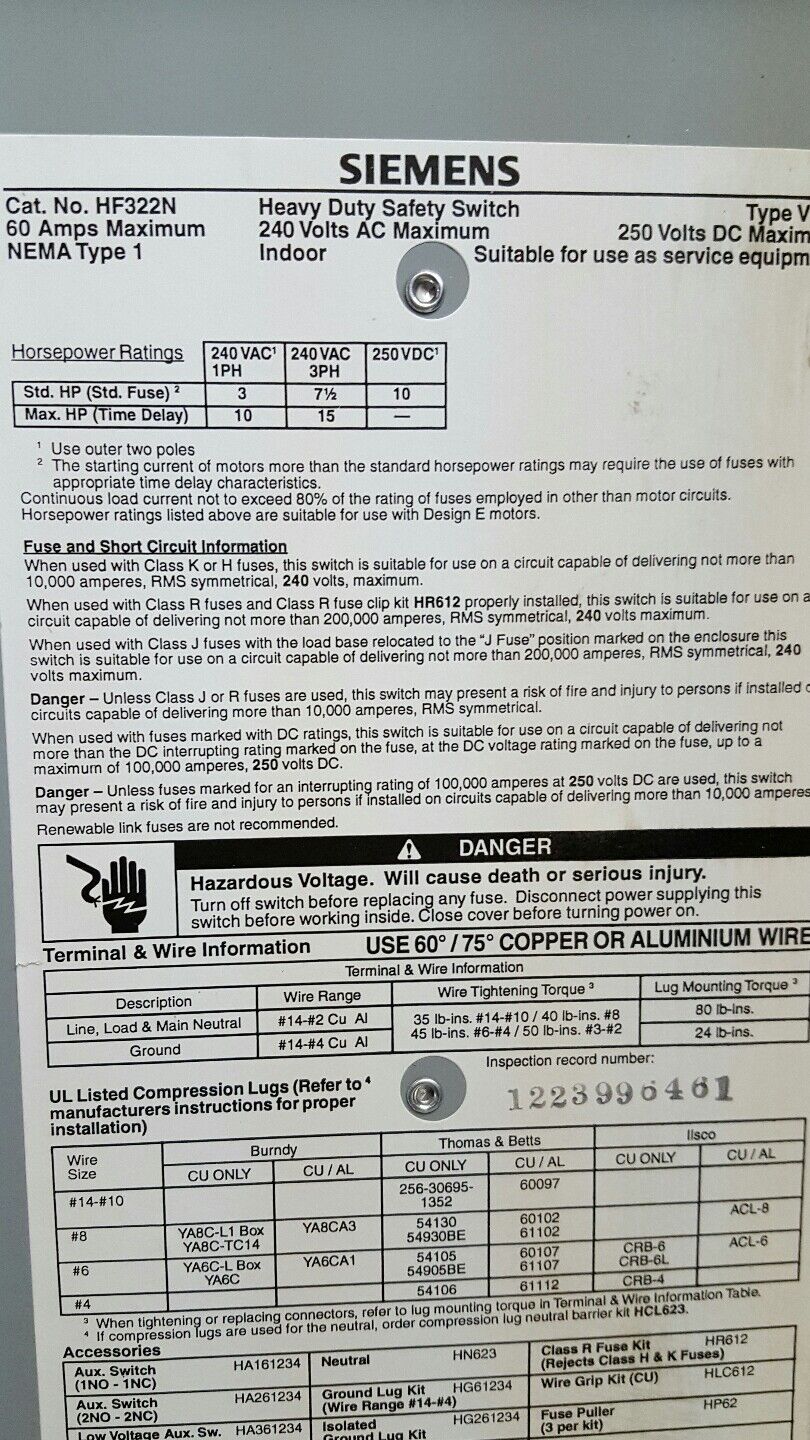 SIEMENS
Cat. No. HF322N
60 Amps Maximum
NEMA Type 1
Heavy Duty Safety Switch
240 Volts AC Maximum
Indoor
Type V
250 Volts DC Maxim
Suitable for use as service equipm
Horsepower Ratings
240 VAC¹ 1PH 240 VAC 3PH 250 VDC¹
Std. HP (Std. Fuse) ² 3 7½ 10
Max. HP (Time Delay) 10 15 —
¹ Use outer two poles
² The starting current of motors more than the standard horsepower ratings may require the use of fuses with
appropriate time delay characteristics.
Continuous load current not to exceed 80% of the rating of fuses employed in other than motor circuits.
Horsepower ratings listed above are suitable for use with Design E motors.
Fuse and Short Circuit Information
When used with Class K or H fuses, this switch is suitable for use on a circuit capable of delivering not more than
10,000 amperes, RMS symmetrical, 240 volts, maximum.
When used with Class R fuses and Class R fuse clip kit HR612 properly installed, this switch is suitable for use on a
circuit capable of delivering not more than 200,000 amperes, RMS symmetrical, 240 volts maximum.
When used with Class J fuses with the load base relocated to the "J Fuse" position marked on the enclosure this
switch is suitable for use on a circuit capable of delivering not more than 200,000 amperes, RMS symmetrical, 240
volts maximum.
Danger – Unless Class J or R fuses are used, this switch may present a risk of fire and injury to persons if installed
circuits capable of delivering more than 10,000 amperes, RMS symmetrical.
When used with fuses marked with DC ratings, this switch is suitable for use on a circuit capable of delivering not
more than the DC interrupting rating marked on the fuse, at the DC voltage rating marked on the fuse, up to a
maximum of 100,000 amperes, 250 volts DC.
Danger – Unless fuses marked for an interrupting rating of 100,000 amperes at 250 volts DC are used, this switch
may present a risk of fire and injury to persons if installed on circuits capable of delivering more than 10,000 amperes
Renewable link fuses are not recommended.
DANGER
Hazardous Voltage. Will cause death or serious injury.
Turn off switch before replacing any fuse. Disconnect power supplying this
switch before working inside. Close cover before turning power on.
Terminal & Wire Information USE 60°/75° COPPER OR ALUMINIUM WIRE
Terminal & Wire Information
Description Wire Range Wire Tightening Torque ³ Lug Mounting Torque ³
Line, Load & Main Neutral #14-#2 Cu Al 35 lb-ins. #14-#10 / 40 lb-ins. #8 80 lb-ins.
Ground #14-#4 Cu Al 45 lb-ins. #6-#4 / 50 lb-ins. #3-#2 24 lb-ins.
Inspection record number:
1223996461
UL Listed Compression Lugs (Refer to ⁴
manufacturers instructions for proper
installation)
Wire Size Burndy Thomas & Betts Ilsco
CU ONLY CU / AL CU ONLY CU / AL CU ONLY CU / AL
#14-#10 256-30695-1352 60097
#8 YA8C-L1 Box YA8C-TC14 YA8CA3 54130 54930BE 60102 61102 ACL-8
#6 YA6C-L Box YA6C YA6CA1 54105 54905BE 60107 61107 CRB-6 CRB-6L ACL-6
#4 54106 61112 CRB-4
³ When tightening or replacing connectors, refer to lug mounting torque in Terminal & Wire Information Table.
⁴ If compression lugs are used for the neutral, order compression lug neutral barrier kit HCL623.
Accessories
Aux. Switch (1NO - 1NC) HA161234
Aux. Switch (2NO - 2NC) HA261234
Low Voltage Aux. Sw. HA361234
Neutral HN623
Ground Lug Kit (Wire Range #14-#4) HG61234
Isolated Ground Lug Kit HG261234
Class R Fuse Kit (Rejects Class H & K Fuses) HR612
Wire Grip Kit (CU) HLC612
Fuse Puller (3 per kit) HP62